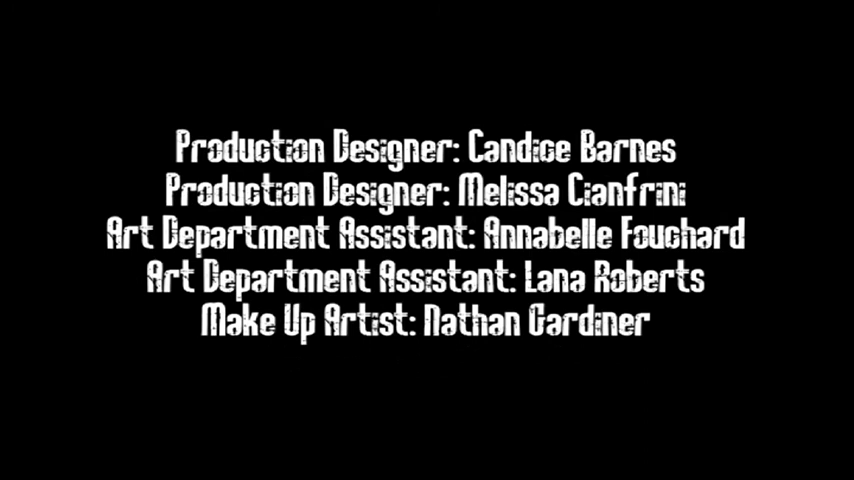 Production Designer: Candice Barnes
Production Designer: Melissa Cianfrini
Art Department Assistant: Annabelle Fouchard
Art Department Assistant: Lana Roberts
Make Up Artist: Nathan Gardiner